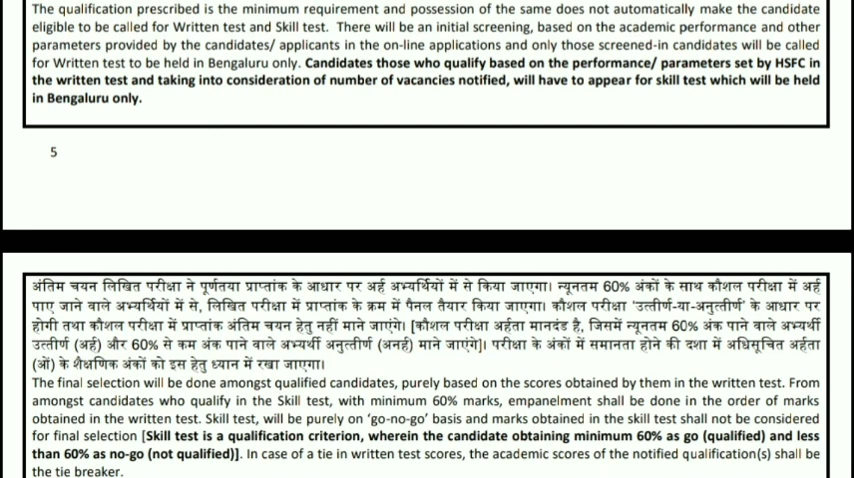 The qualification prescribed is the minimum requirement and possession of the same does not automatically make the candidate
eligible to be called for Written test and Skill test.  There will be an initial screening, based on the academic performance and other
parameters provided by the candidates/ applicants in the on-line applications and only those screened-in candidates will be called
for Written test to be held in Bengaluru only. Candidates those who qualify based on the performance/ parameters set by HSFC in
the written test and taking into consideration of number of vacancies notified, will have to appear for skill test which will be held
in Bengaluru only.
5
अंतिम चयन लिखित परीक्षा ने पूर्णतया प्राप्तांक के आधार पर अर्ह अभ्यर्थियों में से किया जाएगा। न्यूनतम 60% अंकों के साथ कौशल परीक्षा में अर्ह
पाए जाने वाले अभ्यर्थियों में से, लिखित परीक्षा में प्राप्तांक के क्रम में पैनल तैयार किया जाएगा। कौशल परीक्षा 'उत्तीर्ण-या-अनुत्तीर्ण' के आधार पर
होगी तथा कौशल परीक्षा में प्राप्तांक अंतिम चयन हेतु नहीं माने जाएंगे। [कौशल परीक्षा अर्हता मानदंड है, जिसमें न्यूनतम 60% अंक पाने वाले अभ्यर्थी
उत्तीर्ण (अर्ह) और 60% से कम अंक पाने वाले अभ्यर्थी अनुत्तीर्ण (अनर्ह) माने जाएंगे]। परीक्षा के अंकों में समानता होने की दशा में अधिसूचित अर्हता
(ओं) के शैक्षणिक अंकों को इस हेतु ध्यान में रखा जाएगा।
The final selection will be done amongst qualified candidates, purely based on the scores obtained by them in the written test. From
amongst candidates who qualify in the Skill test, with minimum 60% marks, empanelment shall be done in the order of marks
obtained in the written test. Skill test, will be purely on ‘go-no-go’ basis and marks obtained in the skill test shall not be considered
for final selection [Skill test is a qualification criterion, wherein the candidate obtaining minimum 60% as go (qualified) and less
than 60% as no-go (not qualified)]. In case of a tie in written test scores, the academic scores of the notified qualification(s) shall be
the tie breaker.